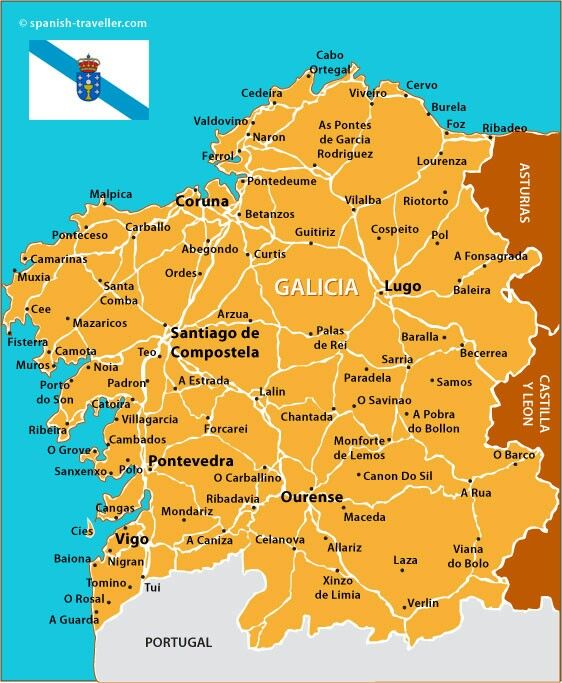 © spanish-traveller.com
Cabo
Ortegal
Cedeira
Viveiro
Cervo
Burela
Valdovino
Naron
As Pontes
de Garcia
Rodriguez
Foz
Ribadeo
Ferrol
Lourenza
ASTURIAS
Pontedeume
Malpica
Coruna
Betanzos
Vilalba
Riotorto
Ponteceso
Carballo
Abegondo
Guitiriz
Cospeito
Pol
Camarinas
Curtis
A Fonsagrada
Muxia
Ordes
Santa
Comba
GALICIA
Lugo
Baleira
Cee
Mazaricos
Arzua
Fisterra
Santiago de
Compostela
Palas
de Rei
Baralla
Becerrea
Camota
Muros
Noia
Teo
Sarria
Paradela
Samos
CASTILLA
Y LEON
Porto
do Son
Padron
A Estrada
Lalin
O Savinao
Catoira
Chantada
A Pobra
do Bollon
Ribeira
Villagarcia
Forcarei
Cambados
Monforte
de Lemos
O Grove
O Barco
Sanxenxo
Polo
Pontevedra
O Carballino
Canon Do Sil
A Rua
Ourense
Cangas
Mondariz
Ribadavia
Maceda
Cies
Vigo
A Caniza
Celanova
Allariz
Viana
do Bolo
Baiona
Nigran
Laza
Tomino
Tui
Xinzo
de Limia
O Rosal
Verlin
A Guarda
PORTUGAL